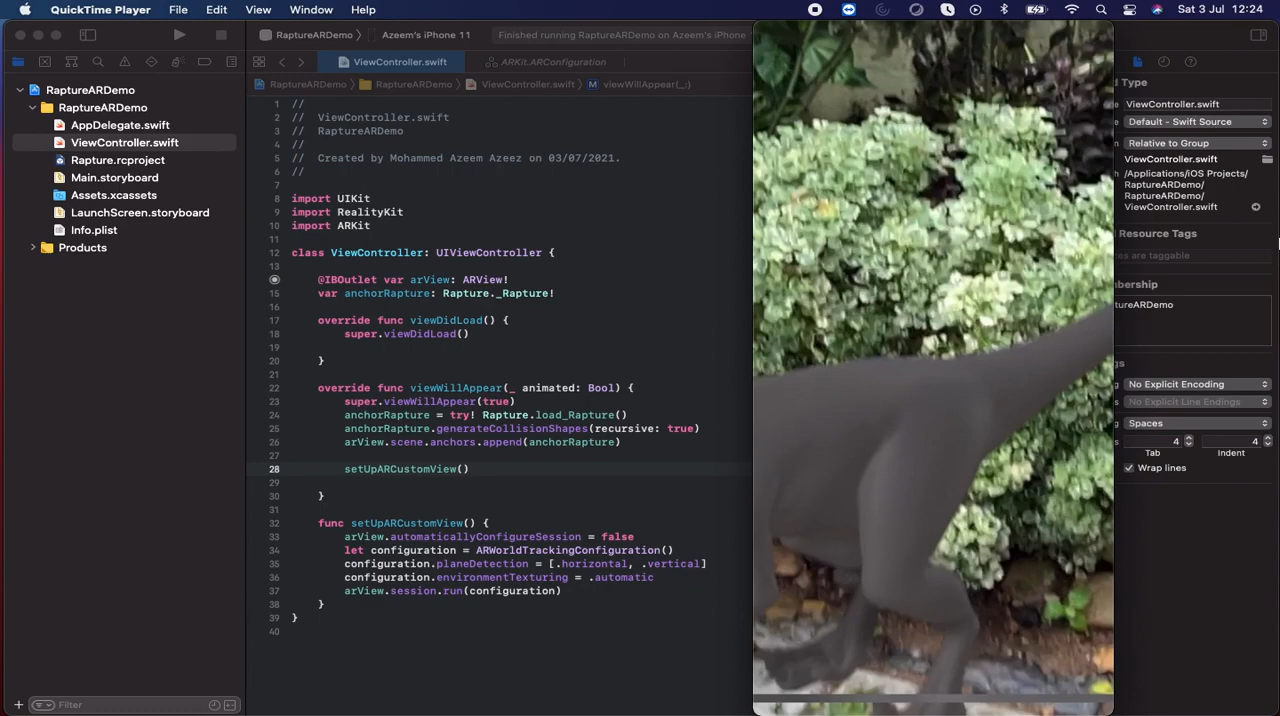 QuickTime Player File Edit View Window Help Sat 3 Jul 12:24
RaptureARDemo Azeem's iPhone 11 Finished running RaptureARDemo on Azeem's iPhone
ViewController.swift ARKit.ARConfiguration
RaptureARDemo RaptureARDemo ViewController.swift M viewWillAppear(_:)
RaptureARDemo
RaptureARDemo
AppDelegate.swift
ViewController.swift
Rapture.rcproject
Main.storyboard
Assets.xcassets
LaunchScreen.storyboard
Info.plist
Products
Filter
1 //
2 // ViewController.swift
3 // RaptureARDemo
4 //
5 // Created by Mohammed Azeem Azeez on 03/07/2021.
6 //
7
8 import UIKit
9 import RealityKit
10 import ARKit
11
12 class ViewController: UIViewController {
13
@IBOutlet var arView: ARView!
15 var anchorRapture: Rapture._Rapture!
16
17 override func viewDidLoad() {
18 super.viewDidLoad()
19
20 }
21
22 override func viewWillAppear(_ animated: Bool) {
23 super.viewWillAppear(true)
24 anchorRapture = try! Rapture.load_Rapture()
25 anchorRapture.generateCollisionShapes(recursive: true)
26 arView.scene.anchors.append(anchorRapture)
27
28 setUpARCustomView()
29
30 }
31
32 func setUpARCustomView() {
33 arView.automaticallyConfigureSession = false
34 let configuration = ARWorldTrackingConfiguration()
35 configuration.planeDetection = [.horizontal, .vertical]
36 configuration.environmentTexturing = .automatic
37 arView.session.run(configuration)
38 }
39 }
40
d Type
ViewController.swift
Default - Swift Source
Relative to Group
ViewController.swift
/Applications/iOS Projects/
RaptureARDemo/
RaptureARDemo/
ViewController.swift
d Resource Tags
es are taggable
mbership
ptureARDemo
gs
No Explicit Encoding
No Explicit Line Endings
Spaces
4 4
Tab Indent
Wrap lines